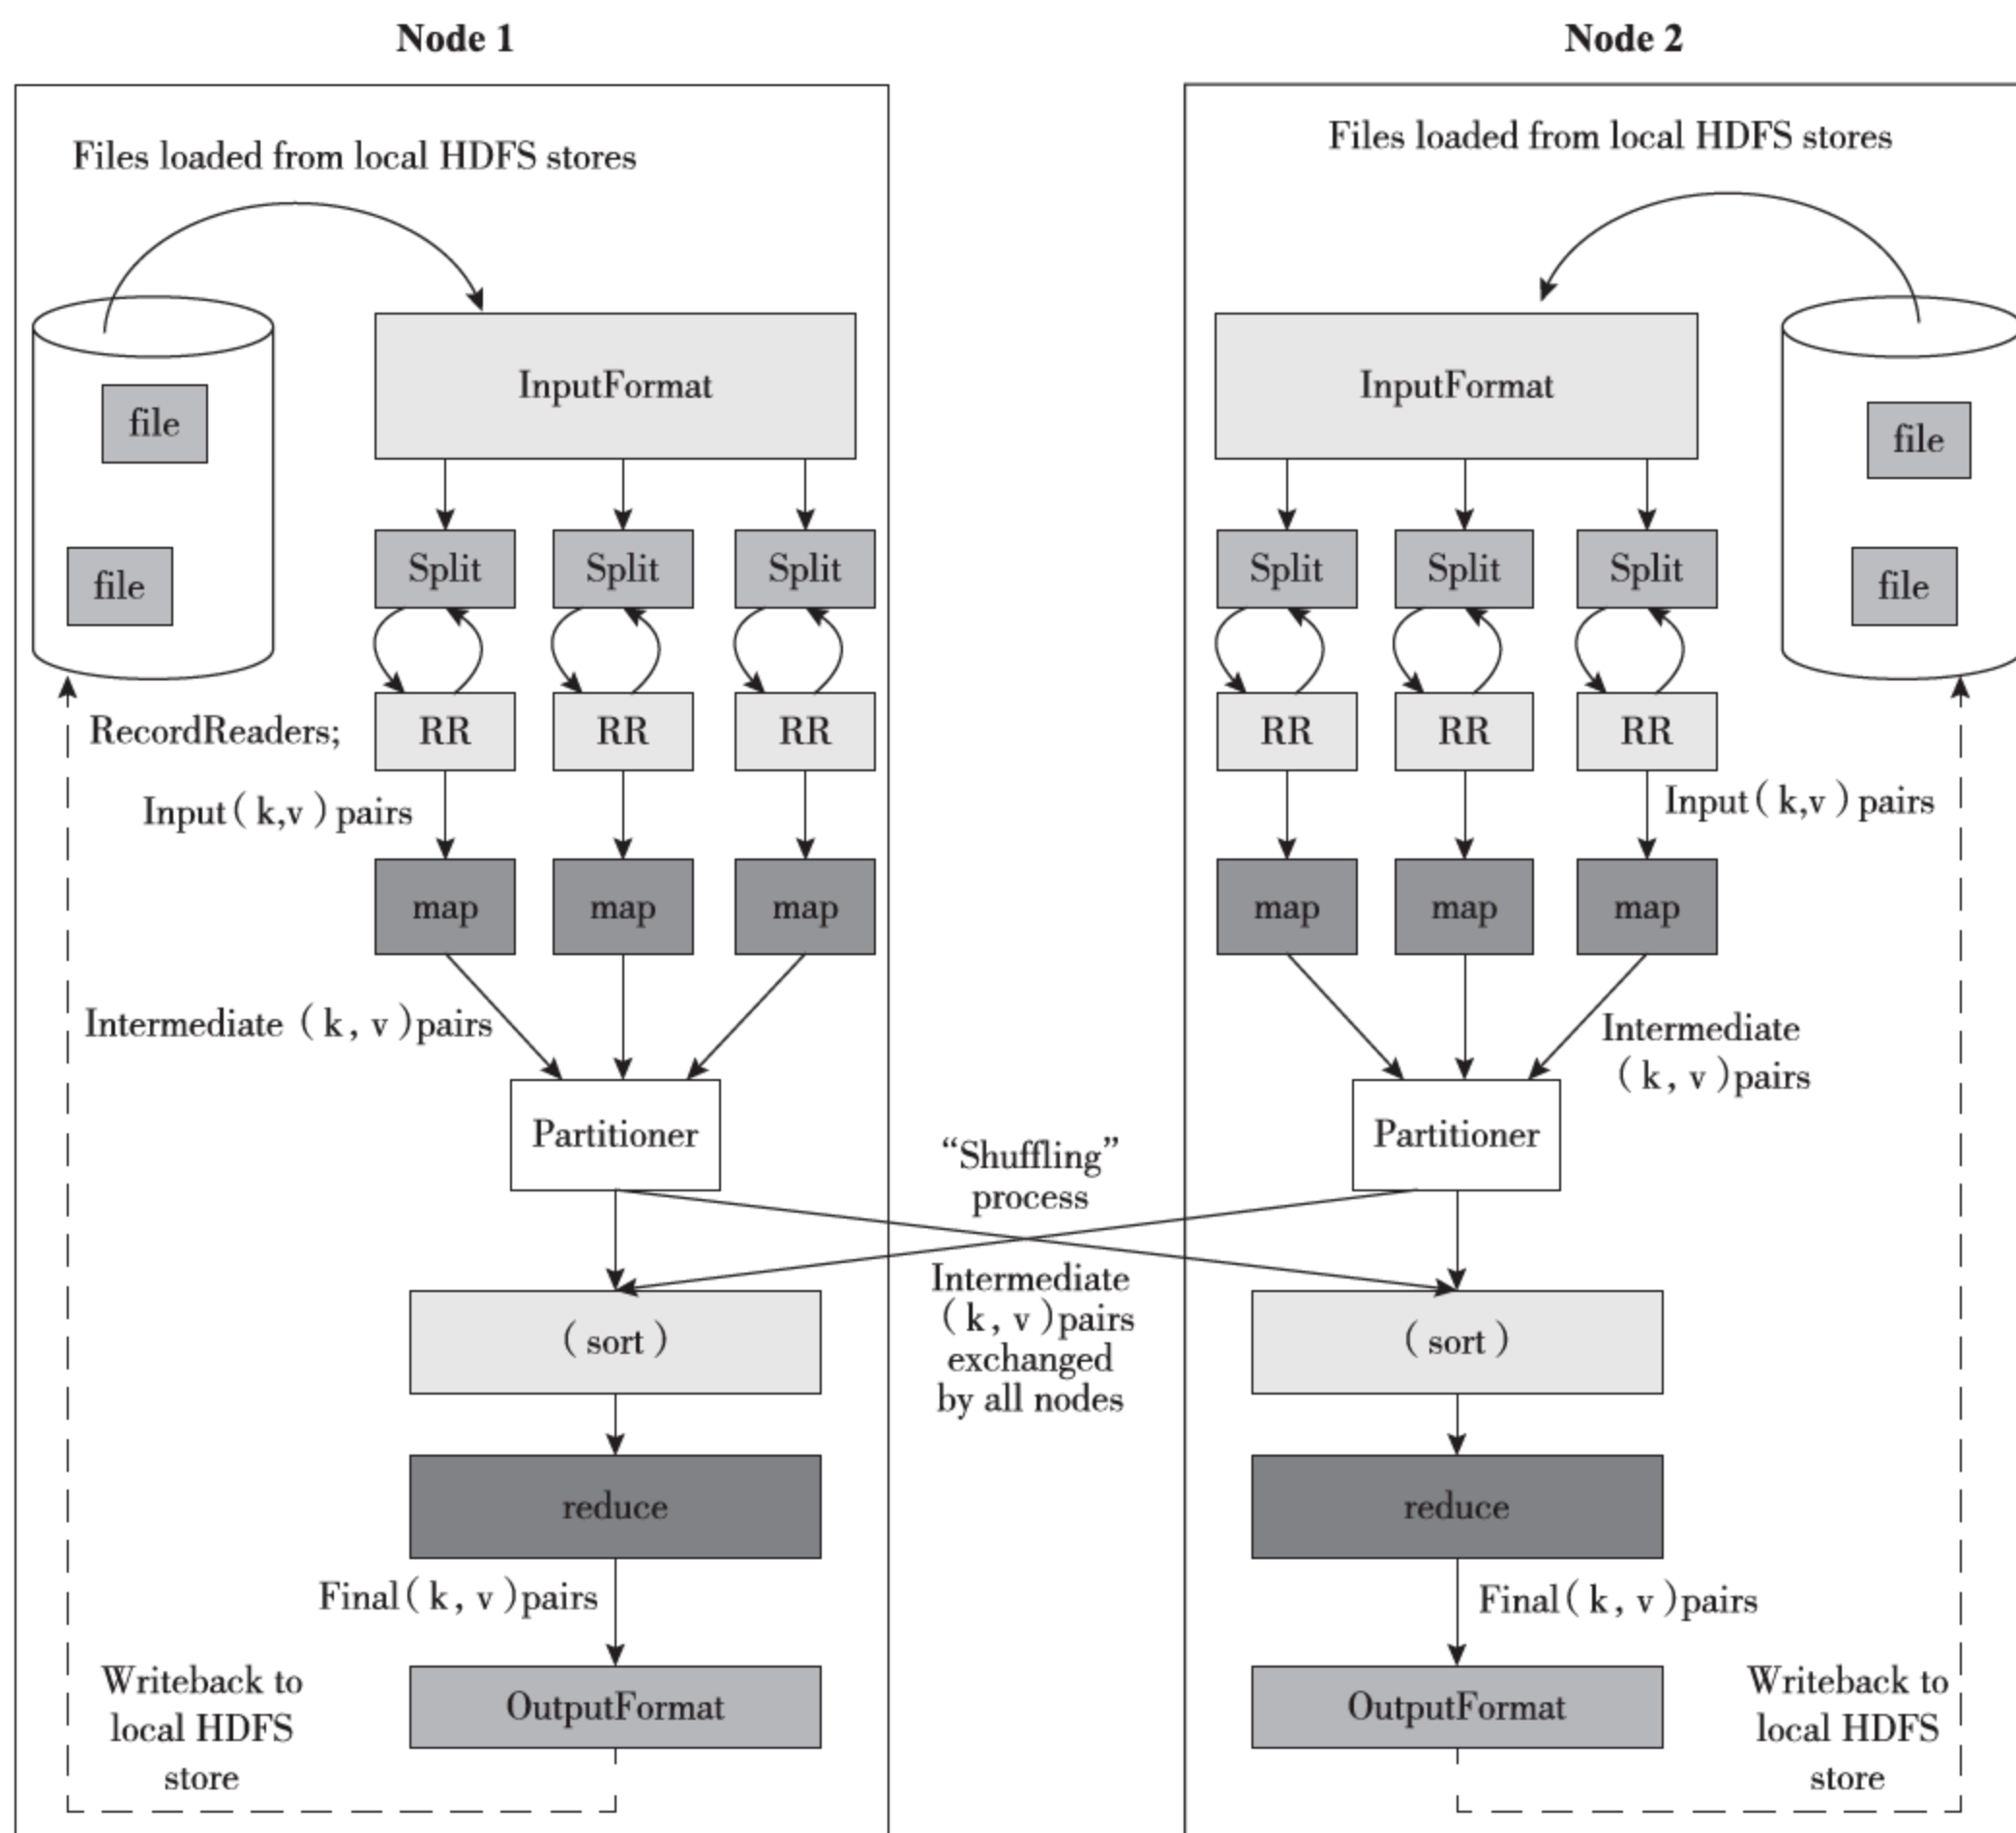 Node 1
Files loaded from local HDFS stores
file
file
InputFormat
Split Split Split
RecordReaders;
RR RR RR
Input(k,v)pairs
map map map
Intermediate (k, v)pairs
Partitioner
(sort)
reduce
Final(k, v)pairs
OutputFormat
Writeback to
local HDFS
store
“Shuffling”
process
Intermediate
(k, v)pairs
exchanged
by all nodes
Node 2
Files loaded from local HDFS stores
file
file
InputFormat
Split Split Split
RR RR RR
Input(k,v)pairs
map map map
Intermediate
(k, v)pairs
Partitioner
(sort)
reduce
Final(k, v)pairs
OutputFormat
Writeback to
local HDFS
store